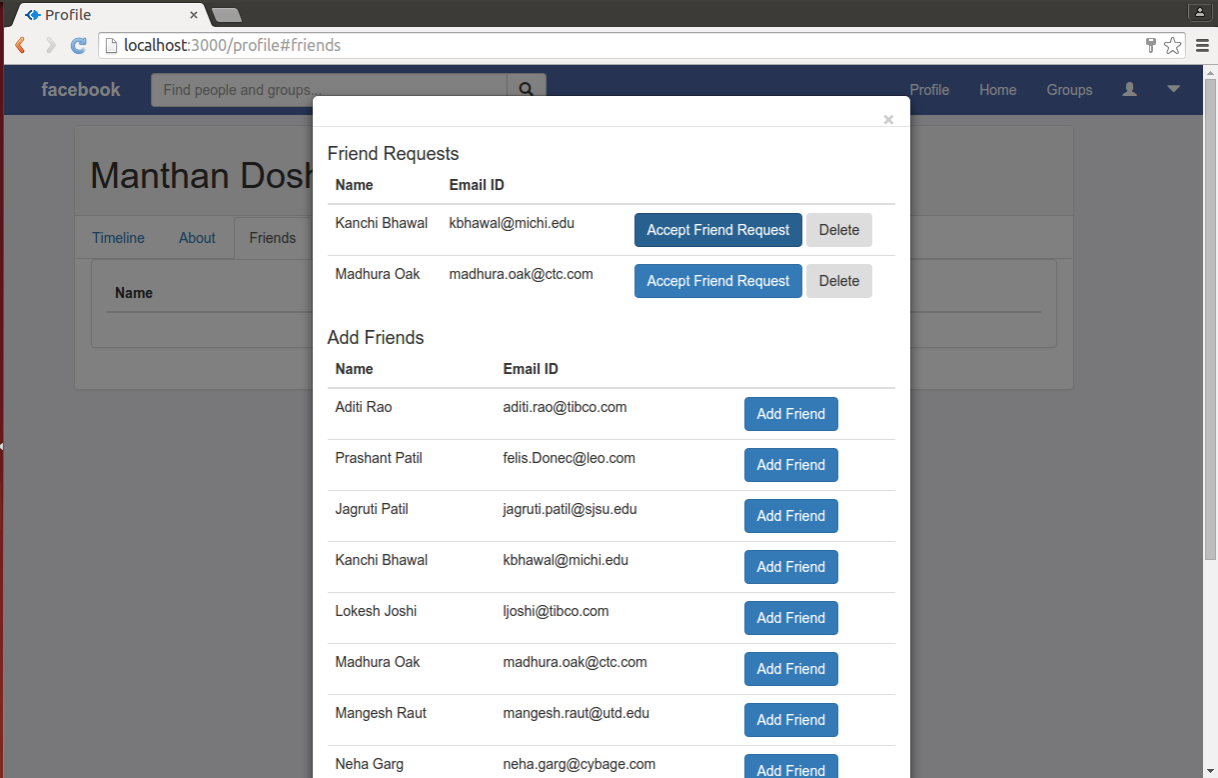 Profile ×
localhost:3000/profile#friends
facebook Find people and groups... Profile Home Groups
×
Manthan Dosh
Timeline About Friends
Name
Friend Requests
Name Email ID
Kanchi Bhawal kbhawal@michi.edu Accept Friend Request Delete
Madhura Oak madhura.oak@ctc.com Accept Friend Request Delete
Add Friends
Name Email ID
Aditi Rao aditi.rao@tibco.com Add Friend
Prashant Patil felis.Donec@leo.com Add Friend
Jagruti Patil jagruti.patil@sjsu.edu Add Friend
Kanchi Bhawal kbhawal@michi.edu Add Friend
Lokesh Joshi ljoshi@tibco.com Add Friend
Madhura Oak madhura.oak@ctc.com Add Friend
Mangesh Raut mangesh.raut@utd.edu Add Friend
Neha Garg neha.garg@cybage.com Add Friend